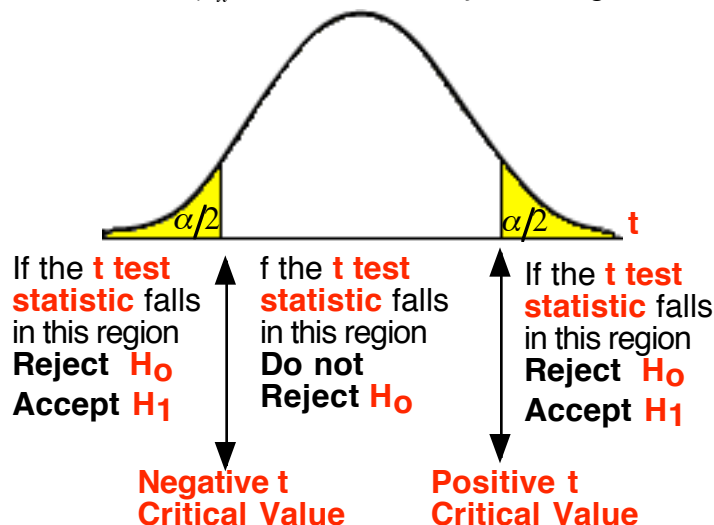 α/2
α/2
t
If the t test
statistic falls
in this region
Reject Ho
Accept H1
f the t test
statistic falls
in this region
Do not
Reject Ho
If the t test
statistic falls
in this region
Reject Ho
Accept H1
Negative t
Critical Value
Positive t
Critical Value